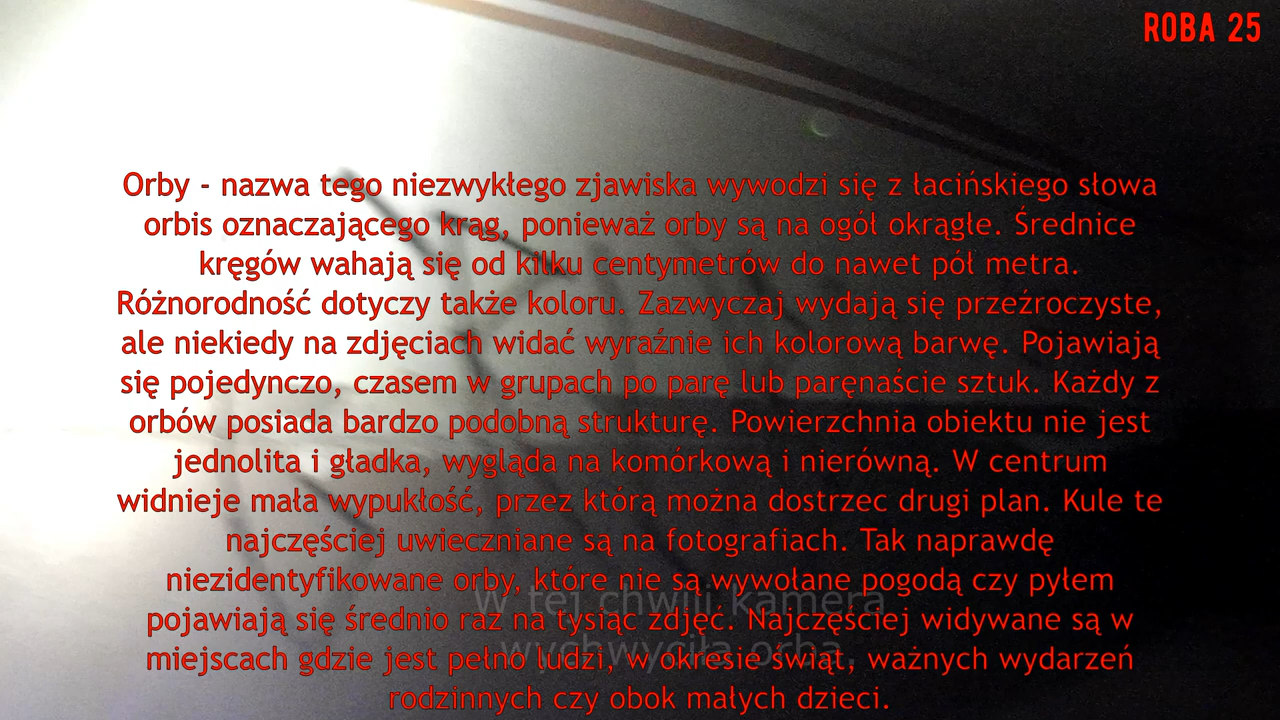 ROBA 25
Orby - nazwa tego niezwykłego zjawiska wywodzi się z łacińskiego słowa
orbis oznaczającego krąg, ponieważ orby są na ogół okrągłe. Średnice
kręgów wahają się od kilku centymetrów do nawet pół metra.
Różnorodność dotyczy także koloru. Zazwyczaj wydają się przeźroczyste,
ale niekiedy na zdjęciach widać wyraźnie ich kolorową barwę. Pojawiają
się pojedynczo, czasem w grupach po parę lub paręnaście sztuk. Każdy z
orbów posiada bardzo podobną strukturę. Powierzchnia obiektu nie jest
jednolita i gładka, wygląda na komórkową i nierówną. W centrum
widnieje mała wypukłość, przez którą można dostrzec drugi plan. Kule te
najczęściej uwieczniane są na fotografiach. Tak naprawdę
niezidentyfikowane orby, które nie są wywołane pogodą czy pyłem
W tej chwili kamera
pojawiają się średnio raz na tysiąc zdjęć. Najczęściej widywane są w
wychwyciła orba.
miejscach gdzie jest pełno ludzi, w okresie świąt, ważnych wydarzeń
rodzinnych czy obok małych dzieci.